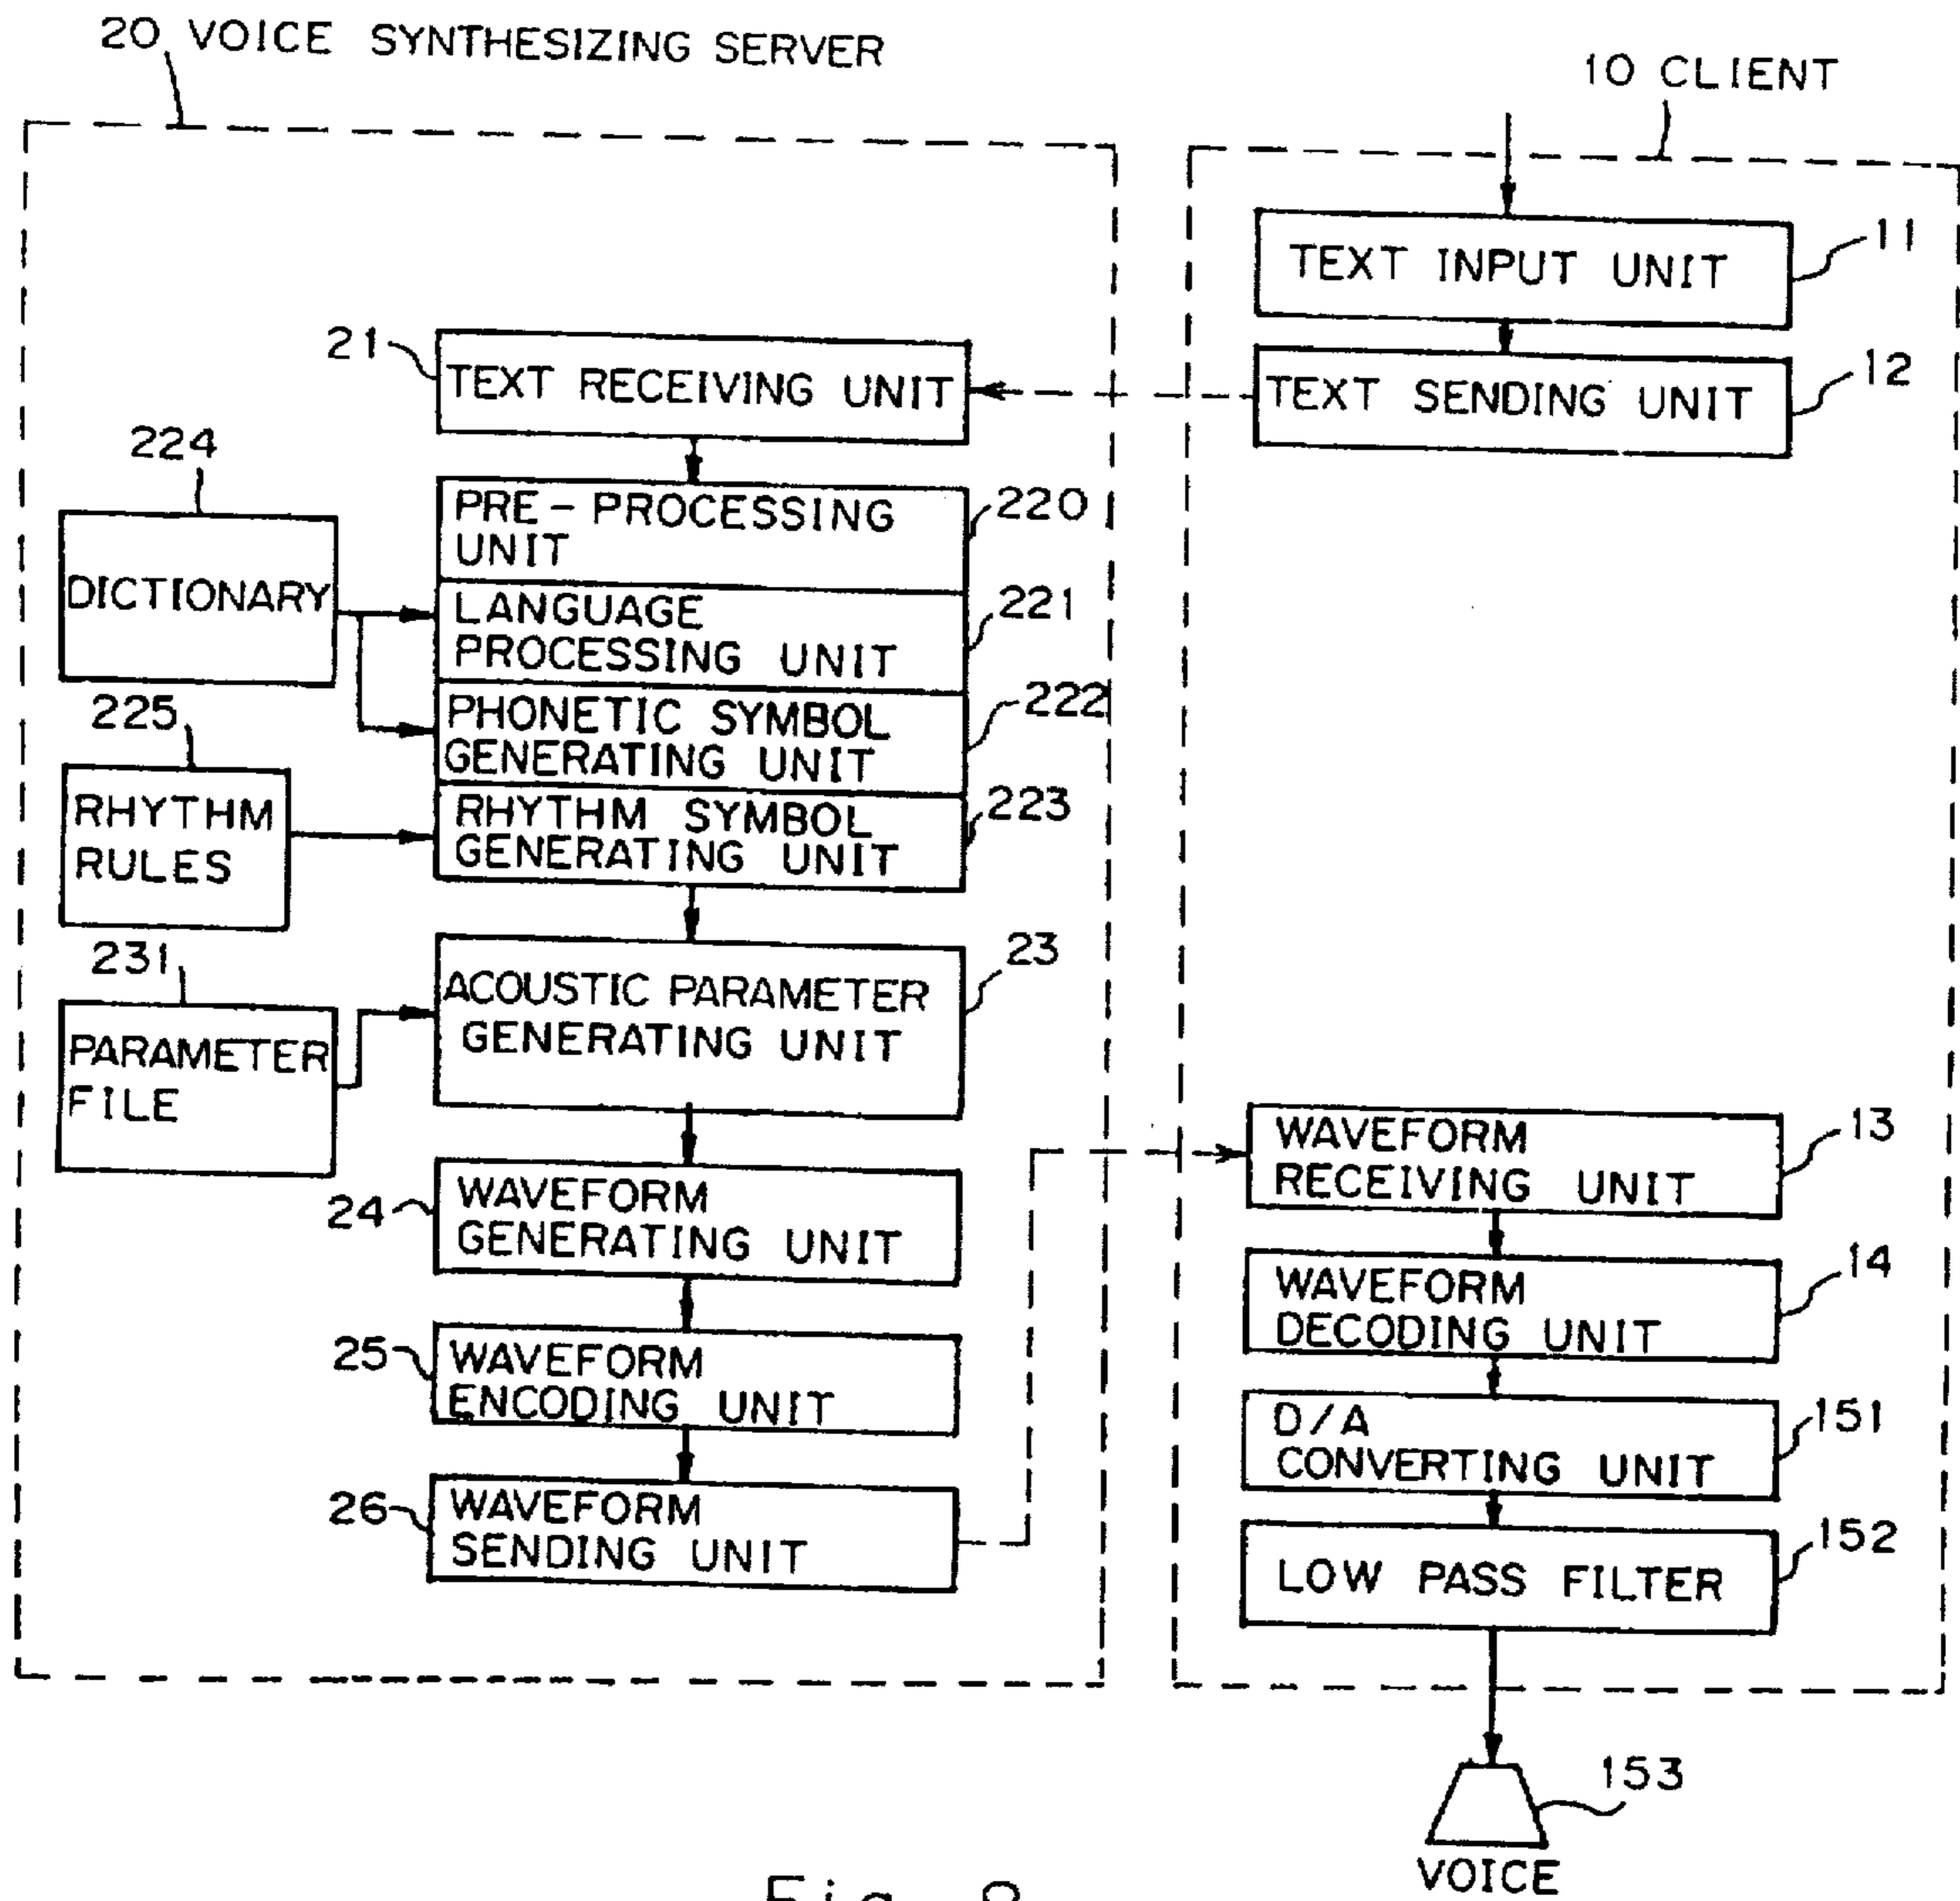 20 VOICE SYNTHESIZING SERVER
10 CLIENT
TEXT INPUT UNIT
11
TEXT SENDING UNIT
12
21
TEXT RECEIVING UNIT
224
DICTIONARY
PRE-PROCESSING
UNIT
220
LANGUAGE
PROCESSING UNIT
221
PHONETIC SYMBOL
GENERATING UNIT
222
225
RHYTHM
RULES
RHYTHM SYMBOL
GENERATING UNIT
223
231
PARAMETER
FILE
ACOUSTIC PARAMETER
GENERATING UNIT
23
24
WAVEFORM
GENERATING UNIT
25
WAVEFORM
ENCODING UNIT
26
WAVEFORM
SENDING UNIT
WAVEFORM
RECEIVING UNIT
13
WAVEFORM
DECODING UNIT
14
D/A
CONVERTING UNIT
151
LOW PASS FILTER
152
153
VOICE